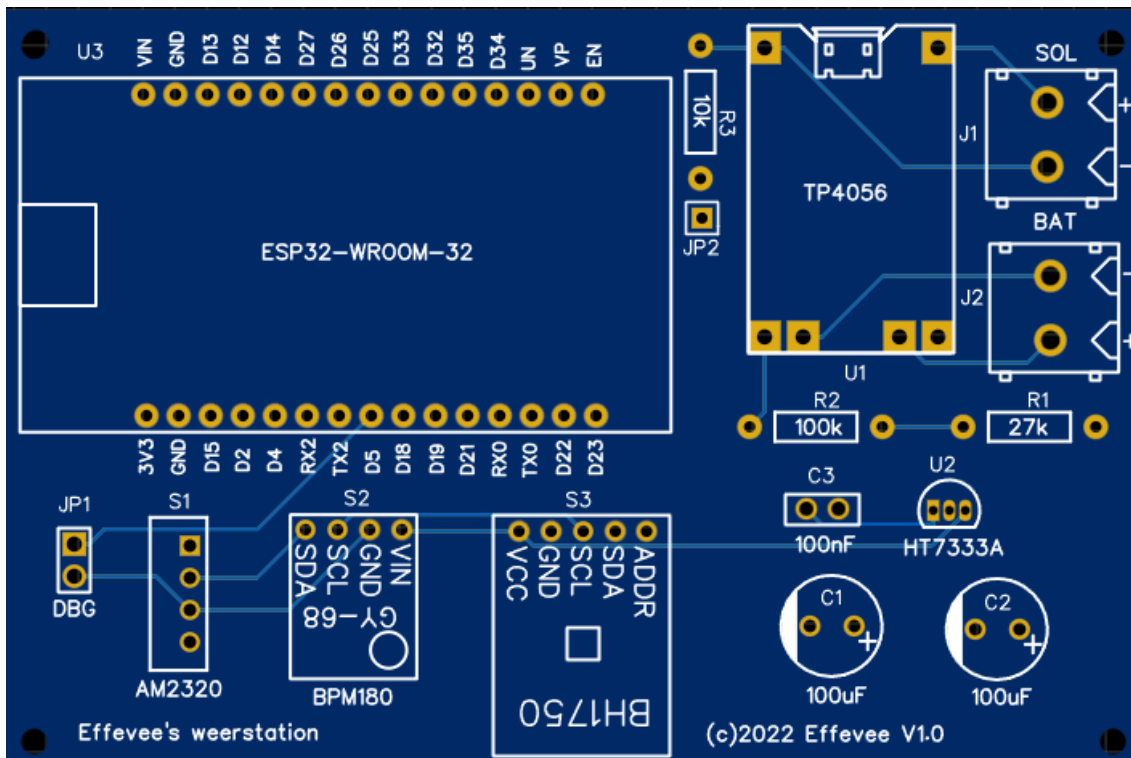 U3
VIN GND D13 D12 D14 D27 D26 D25 D33 D32 D35 D34 UN VP EN
SOL
+
-
J1
10k
R3
TP4056
ESP32-WROOM-32
JP2
BAT
-
+
J2
U1
R2
R1
100k
27k
3V3 GND D15 D2 D4 RX2 TX2 D5 D18 D19 D21 RX0 TX0 D22 D23
JP1
S1
S2
S3
C3
U2
SDA SCL GND VIN
VCC GND SCL SDA ADDR
100nF
HT7333A
DBG
GY-68
C1
C2
+
+
AM2320
BPM180
BH1750
100uF
100uF
Effevee's weerstation
(c)2022 Effevee V1.0